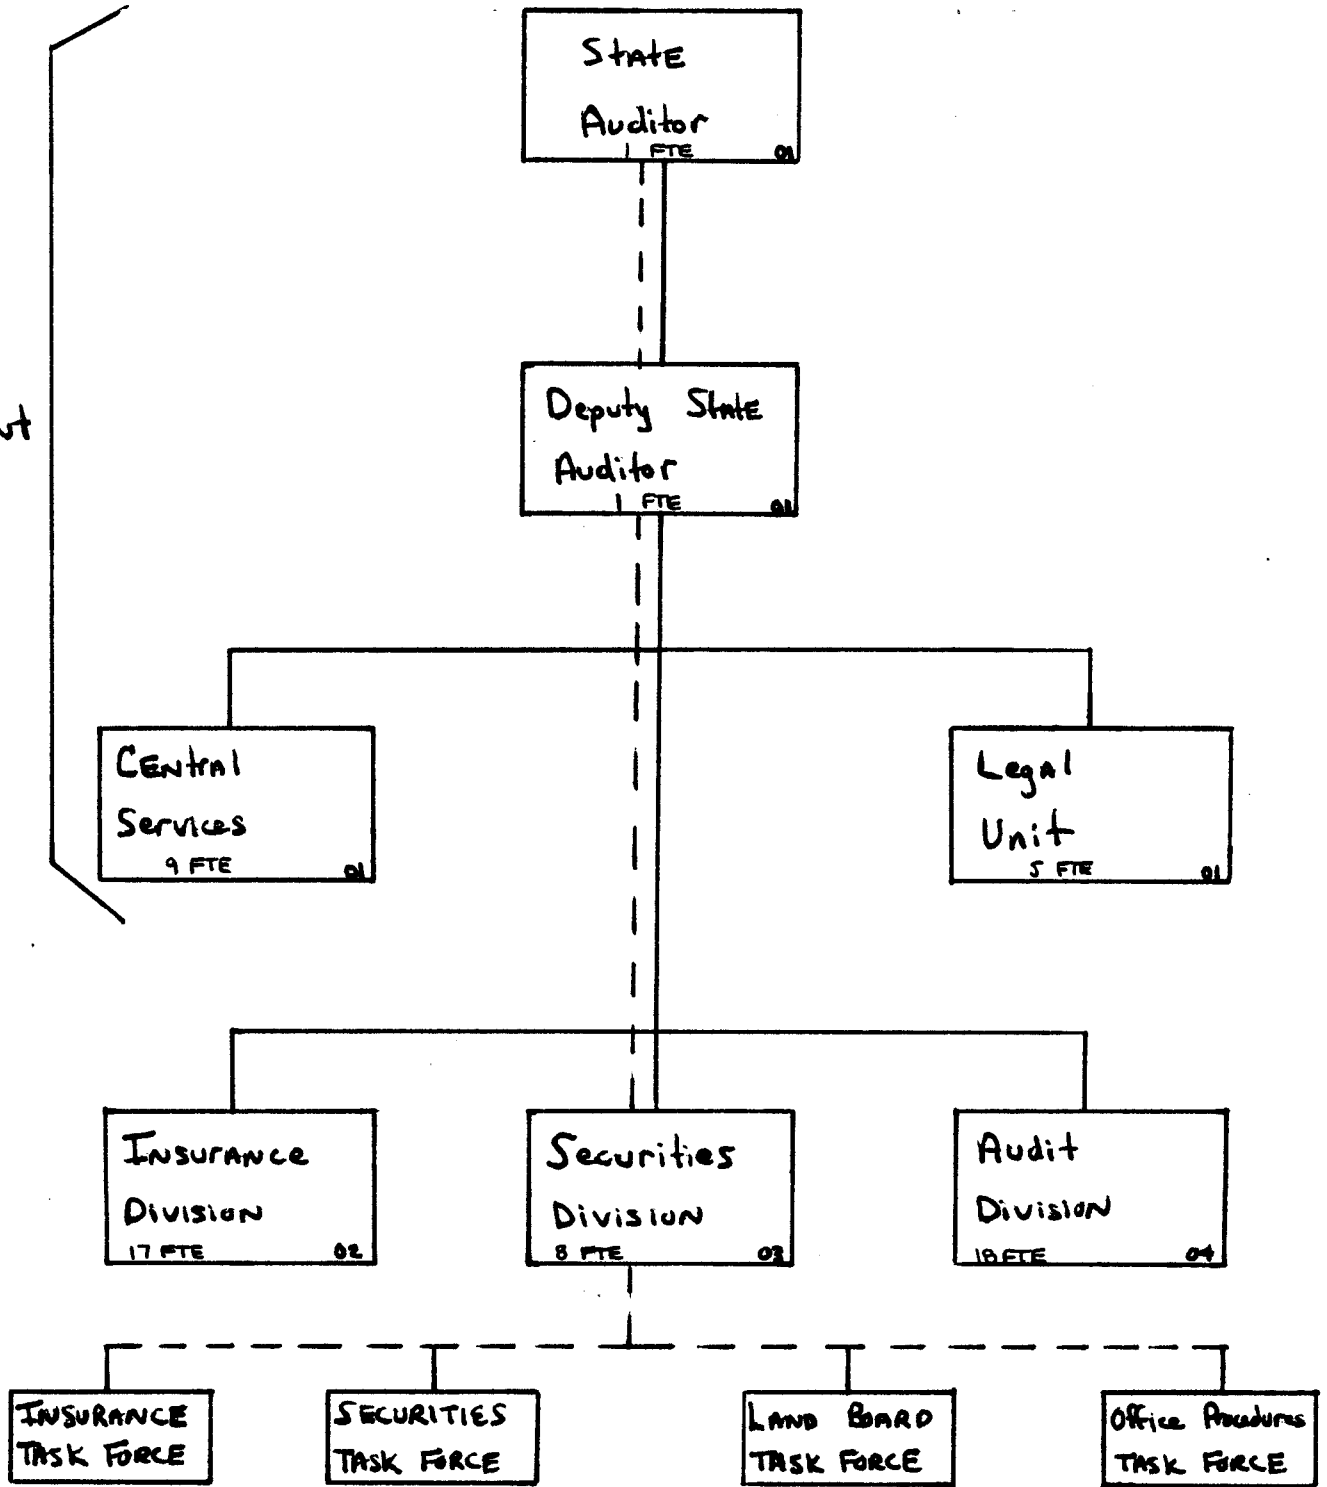 State
Auditor
1 FTE 01
Deputy State
Auditor
1 FTE 01
Central
Services
9 FTE 01
Legal
Unit
5 FTE 01
Insurance
Division
17 FTE 02
Securities
Division
8 FTE 03
Audit
Division
18 FTE 04
INSURANCE
TASK FORCE
SECURITIES
TASK FORCE
LAND BOARD
TASK FORCE
Office Procedures
TASK FORCE